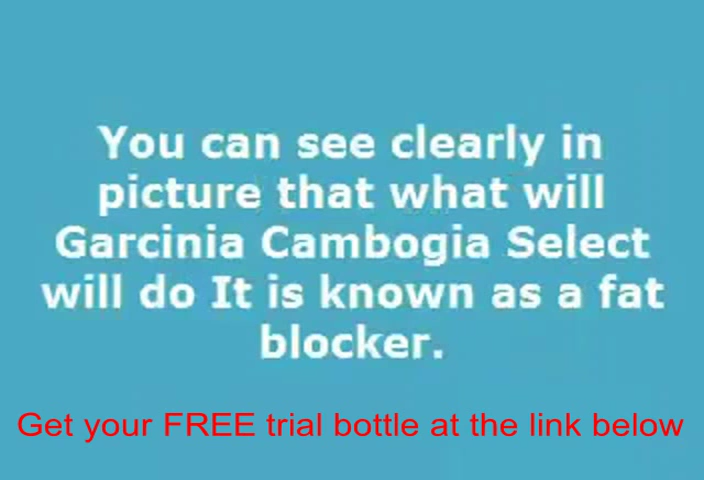 You can see clearly in
picture that what will
Garcinia Cambogia Select
will do It is known as a fat
blocker.
Get your FREE trial bottle at the link below